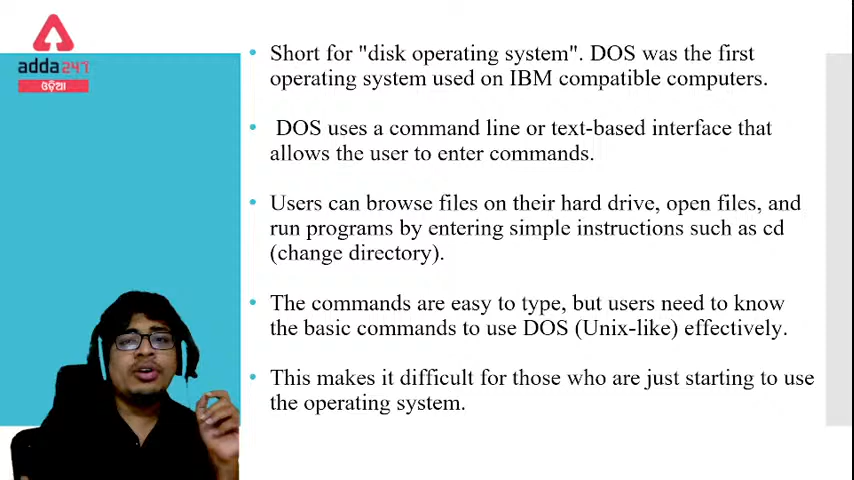 adda247
ଓଡ଼ିଆ
• Short for "disk operating system". DOS was the first
operating system used on IBM compatible computers.
• DOS uses a command line or text-based interface that
allows the user to enter commands.
• Users can browse files on their hard drive, open files, and
run programs by entering simple instructions such as cd
(change directory).
• The commands are easy to type, but users need to know
the basic commands to use DOS (Unix-like) effectively.
• This makes it difficult for those who are just starting to use
the operating system.